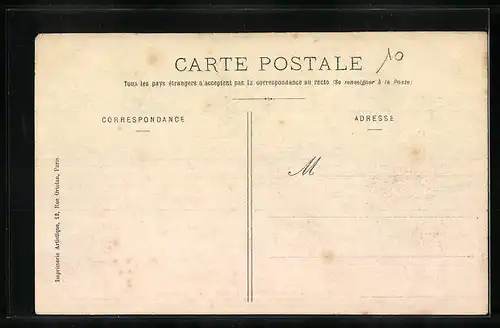 CARTE POSTALE
10
Tous les pays étrangers n'acceptent pas la correspondance au recto (Se renseigner à la Poste)
CORRESPONDANCE
ADRESSE
M
Imprimerie Artistique, 12, Rue
Paris